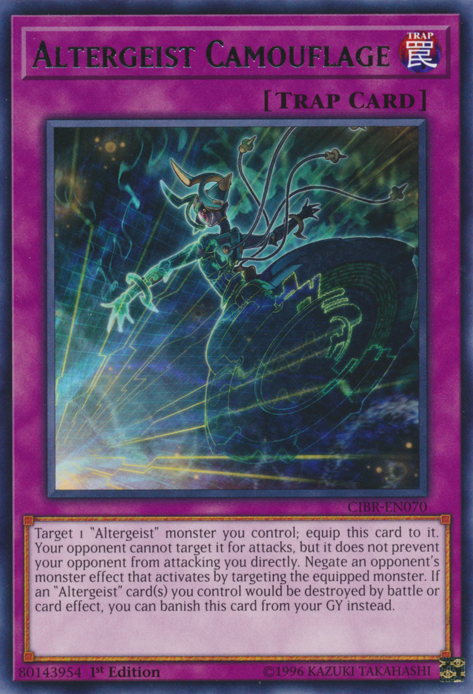 ALTERGEIST CAMOUFLAGE
TRAP
罠
[TRAP CARD]
CIBR-EN070
Target 1 "Altergeist" monster you control; equip this card to it.
Your opponent cannot target it for attacks, but it does not prevent
your opponent from attacking you directly. Negate an opponent's
monster effect that activates by targeting the equipped monster. If
an "Altergeist" card(s) you control would be destroyed by battle or
card effect, you can banish this card from your GY instead.
80143954 1st Edition
©1996 KAZUKI TAKAHASHI